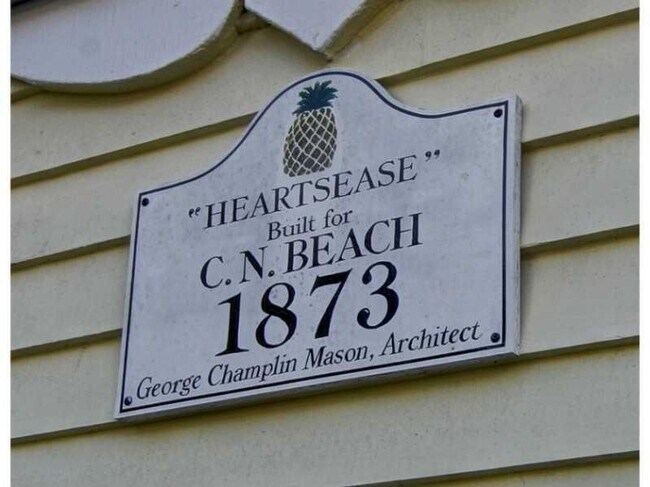 "HEARTSEASE"
Built for
C. N. BEACH
1873
George Champlin Mason, Architect